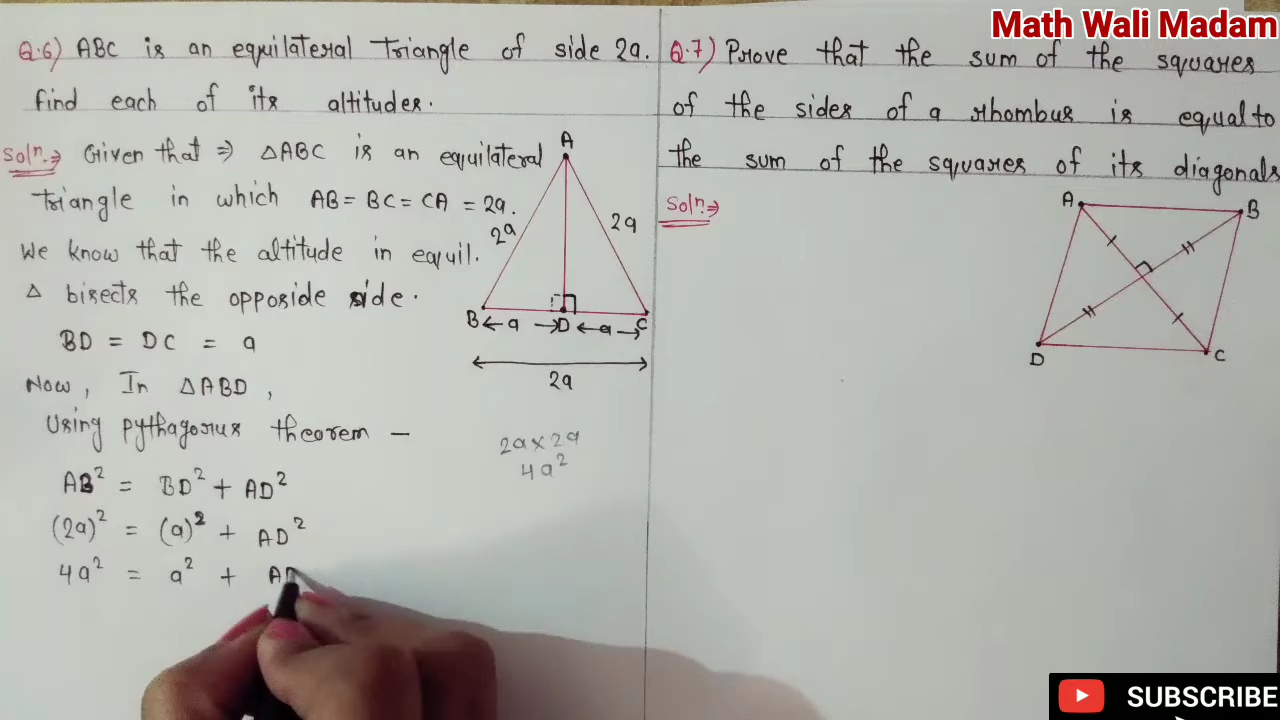 Math Wali Madam
Q.6) ABC is an equilateral triangle of side 2a.
find each of its altitudes.
Soln.⇒ Given that ⇒ △ABC is an equilateral
triangle in which AB = BC = CA = 2a.
We know that the altitude in equil.
△ bisects the opposide side.
BD = DC = a
Now, In △ABD,
Using pythagorus theorem –
AB² = BD² + AD²
(2a)² = (a)² + AD²
4a² = a² + AD
A
2a
2a
B ← a → D ← a → C
2a
2a×2a
4a²
Q.7) Prove that the sum of the squares
of the sides of a rhombus is equal to
the sum of the squares of its diagonals
Soln.⇒
A
B
D
C
SUBSCRIBE